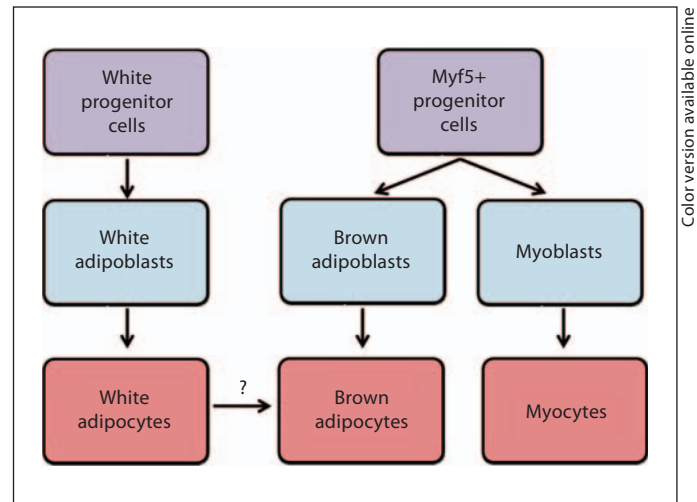 White
progenitor
cells
Myf5+
progenitor
cells
White
adipoblasts
Brown
adipoblasts
Myoblasts
White
adipocytes
?
Brown
adipocytes
Myocytes
Color version available online